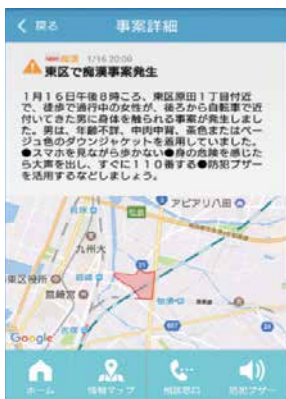 戻る
事案詳細
痴漢 1/16 20:00
東区で痴漢事案発生
1月16日午後8時ころ、東区原田1丁目付近
で、徒歩で通行中の女性が、後ろから自転車で近
付いてきた男に身体を触られる事案が発生しまし
た。男は、年齢不詳、中肉中背、茶色またはベー
ジュ色のダウンジャケットを着用していました。
●スマホを見ながら歩かない●身の危険を感じた
ら大声を出し、すぐに110番する●防犯ブザー
を活用するなどしましょう。
アピアリ八田
九州大
東区役所
筥崎宮
21
607
Google
ホーム
情報マップ
相談窓口
防犯ブザー